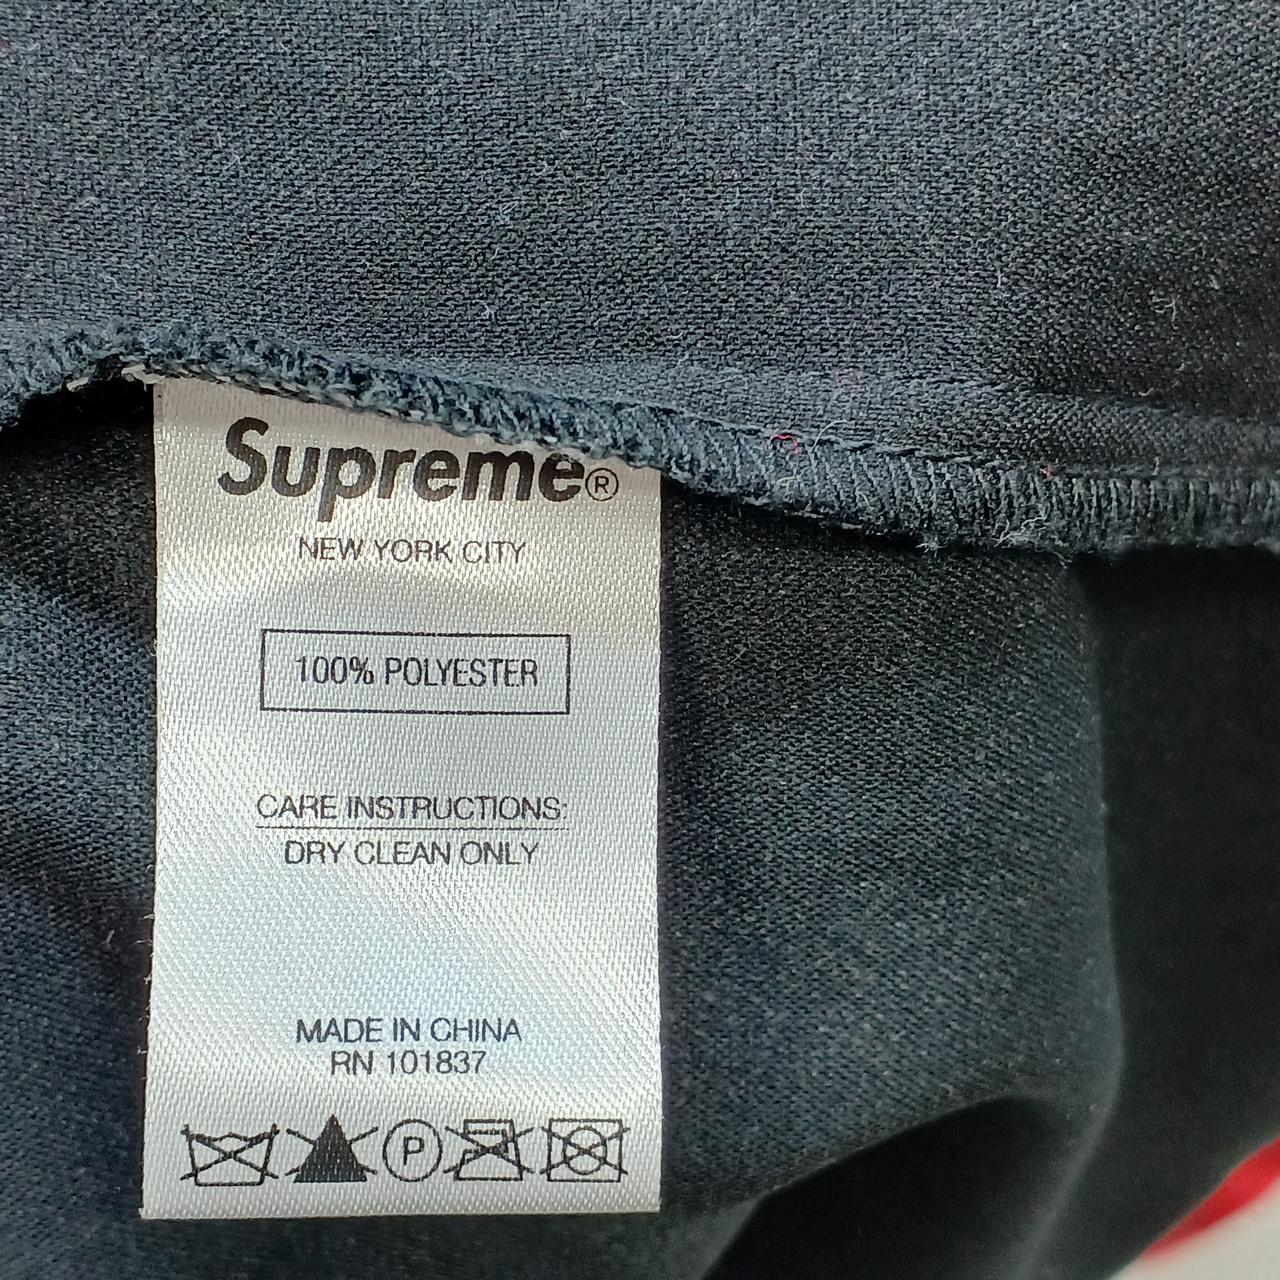 Supreme®
NEW YORK CITY
100% POLYESTER
CARE INSTRUCTIONS:
DRY CLEAN ONLY
MADE IN CHINA
RN 101837
P